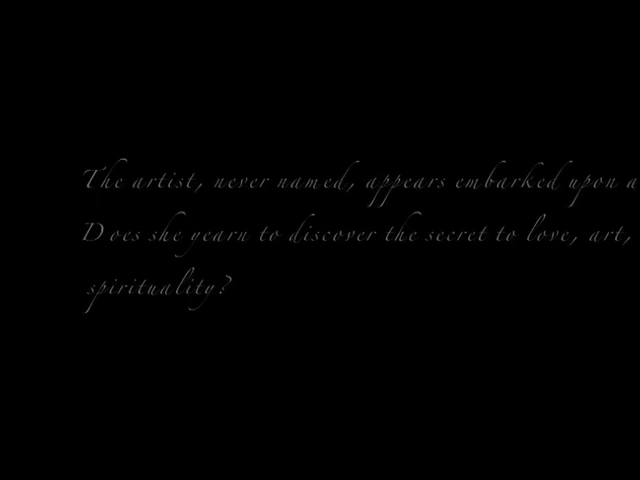 The artist, never named, appears embarked upon a
Does she yearn to discover the secret to love, art,
spirituality?